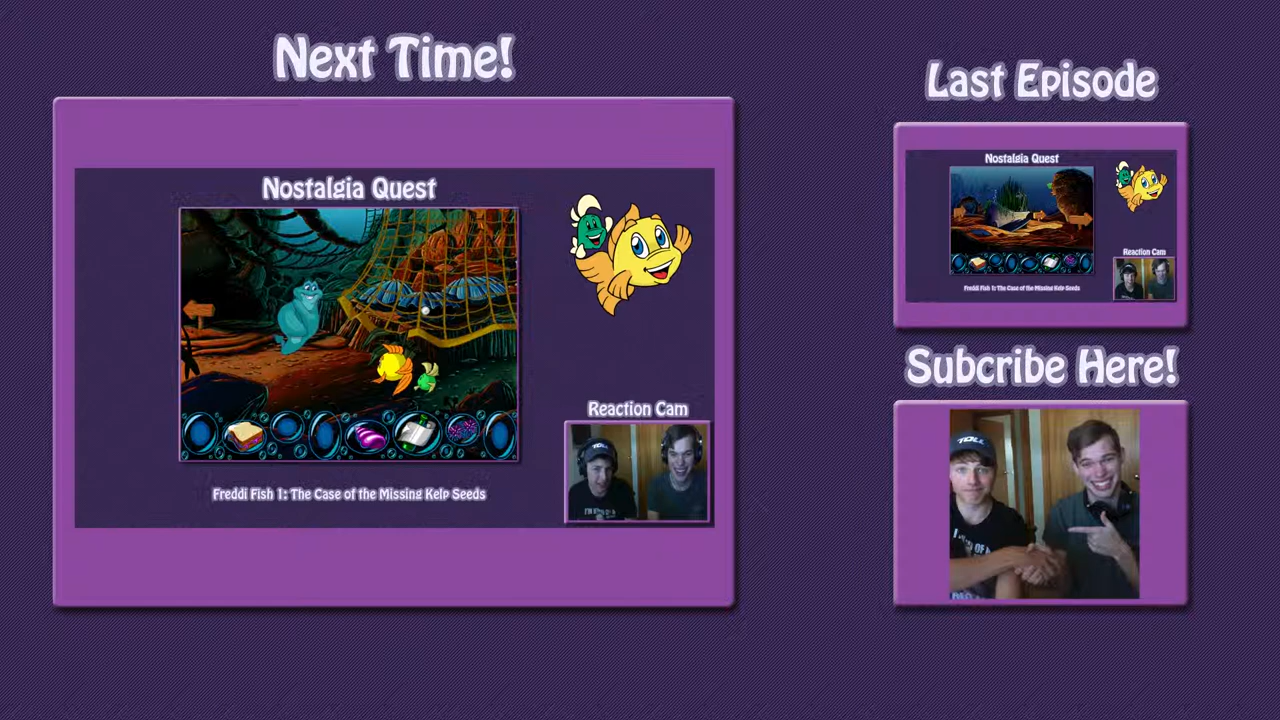 Next Time!
Nostalgia Quest
Reaction Cam
Freddi Fish 1: The Case of the Missing Kelp Seeds
Last Episode
Nostalgia Quest
Reaction Cam
Freddi Fish 1: The Case of the Missing Kelp Seeds
Subcribe Here!